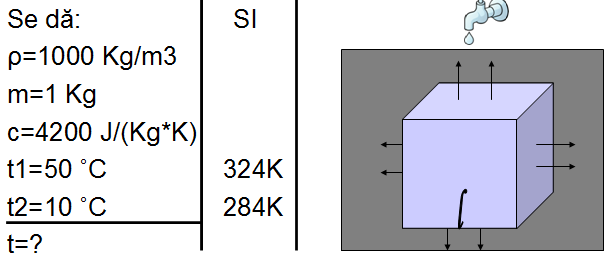 Se dă: SI
ρ=1000 Kg/m3
m=1 Kg
c=4200 J/(Kg*K)
t1=50 ˚C 324K
t2=10 ˚C 284K
t=?
l